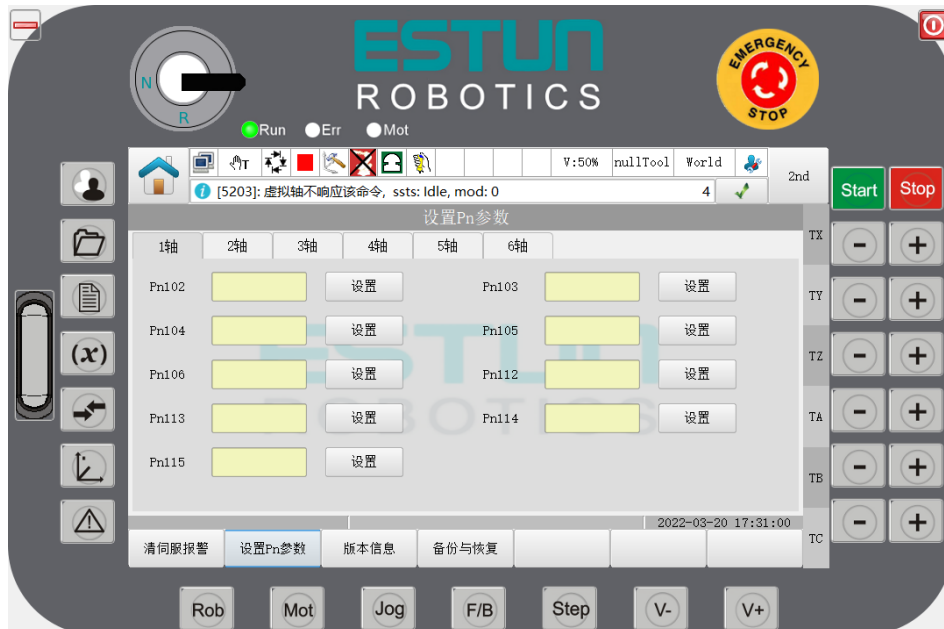 ESTUN
ROBOTICS
N
R
EMERGENCY
STOP
Run Err Mot
T
V:50% nullTool World
2nd
[5203]: 虚拟轴不响应该命令, ssts: Idle, mod: 0 4
Start Stop
设置Pn参数
1轴 2轴 3轴 4轴 5轴 6轴
TX
Pn102 设置 Pn103 设置
TY
Pn104 设置 Pn105 设置
ESTUN
(x)
TZ
Pn106 设置 Pn112 设置
ROBOTICS
Pn113 设置 Pn114 设置
TA
Pn115 设置
TB
2022-03-20 17:31:00
TC
清伺服报警 设置Pn参数 版本信息 备份与恢复
Rob Mot Jog F/B Step V- V+